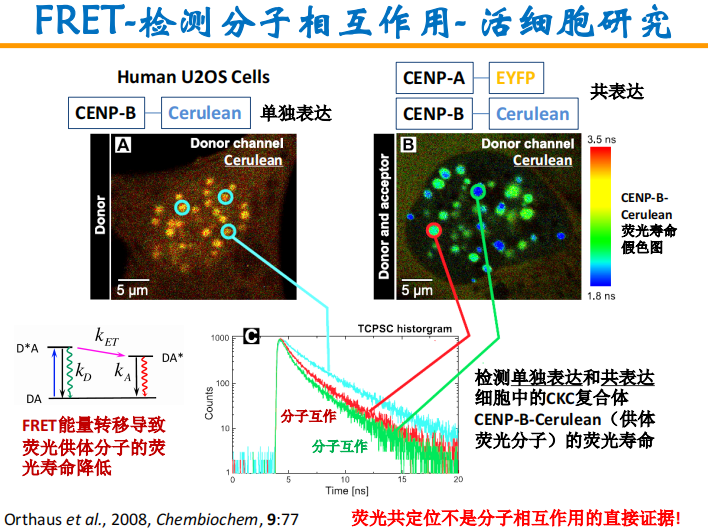 FRET-检测分子相互作用- 活细胞研究
Human U2OS Cells
CENP-B
Cerulean
单独表达
CENP-A
EYFP
CENP-B
Cerulean
共表达
Donor
A
Donor channel
Cerulean
5 µm
Donor and acceptor
B
Donor channel
Cerulean
5 µm
3.5 ns
1.8 ns
CENP-B-
Cerulean
荧光寿命
假色图
D*A
kET
DA*
kD
kA
DA
FRET能量转移导致
荧光供体分子的荧
光寿命降低
C
TCPSC historgram
Counts
1000
100
10
1
0
5
10
15
20
Time [ns]
分子互作
分子互作
检测单独表达和共表达
细胞中的CKC复合体
CENP-B-Cerulean（供体
荧光分子）的荧光寿命
Orthaus et al., 2008, Chembiochem, 9:77
荧光共定位不是分子相互作用的直接证据!